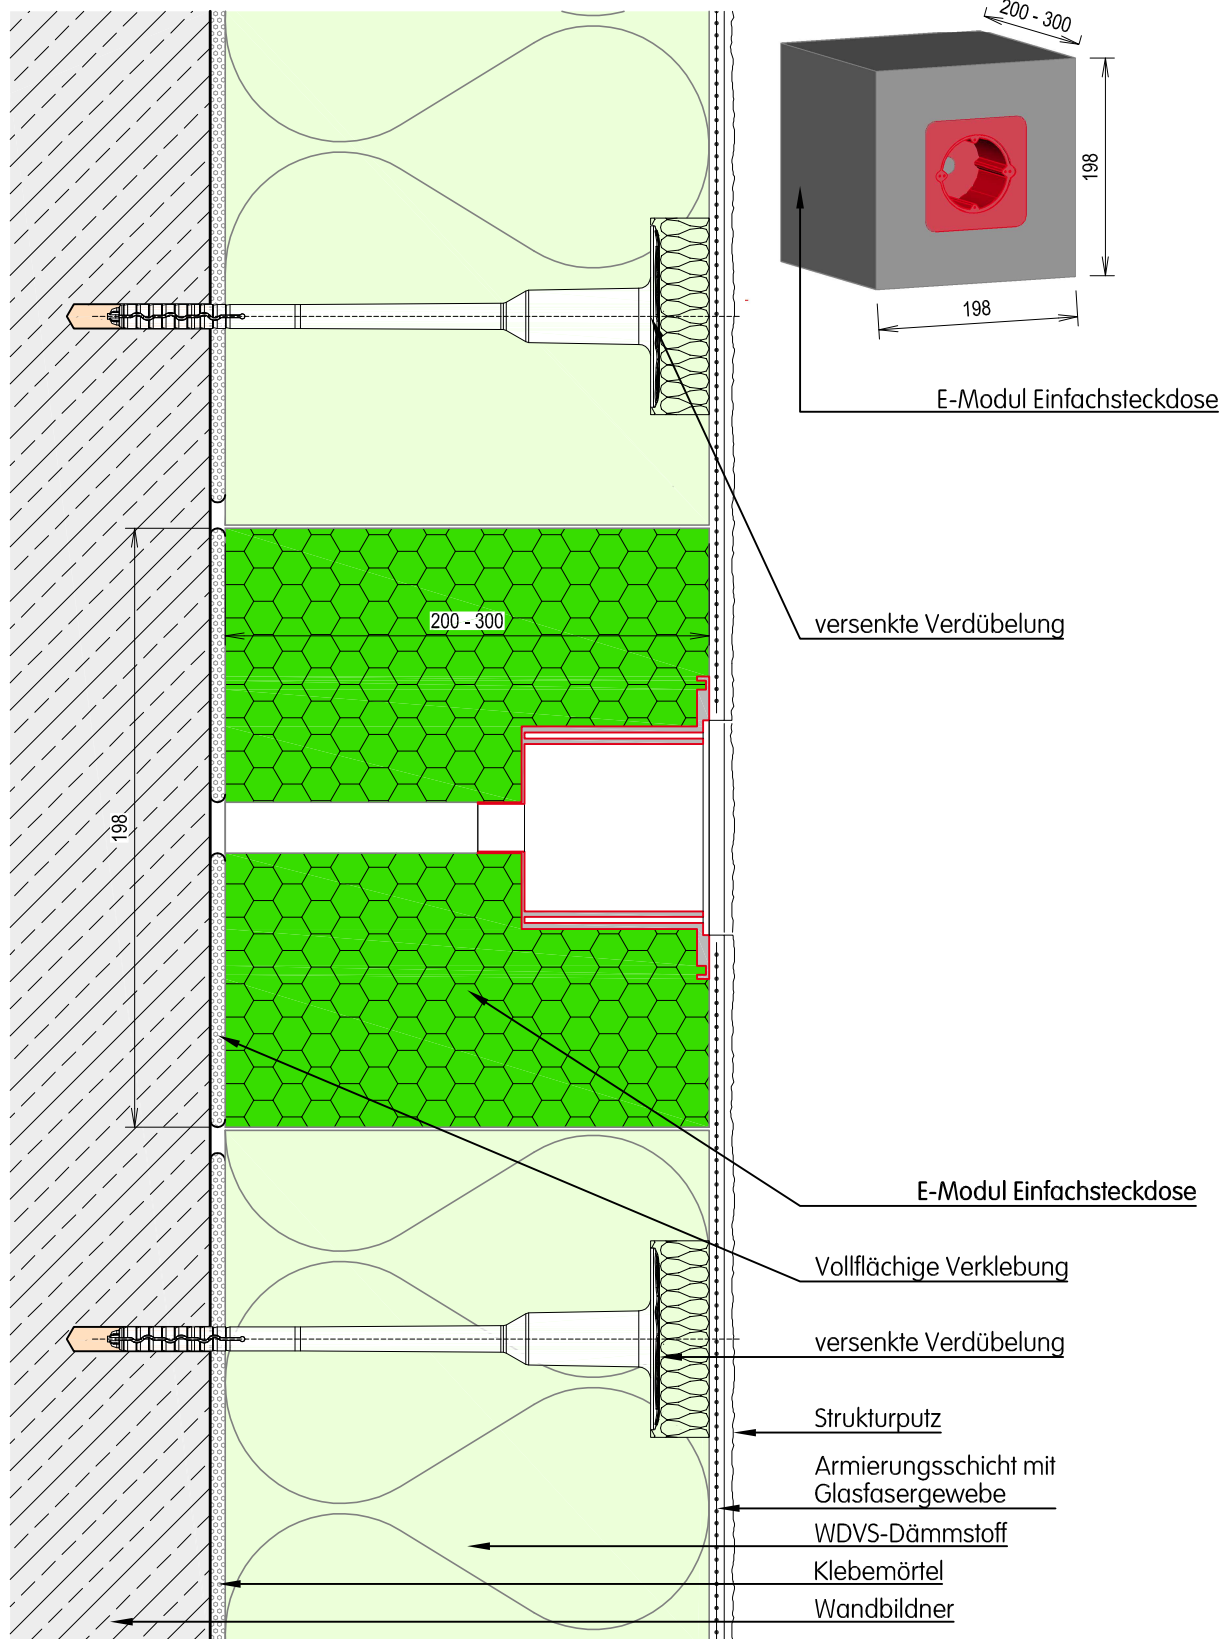 200 - 300
198
198
E-Modul Einfachsteckdose
versenkte Verdübelung
200 - 300
198
E-Modul Einfachsteckdose
Vollflächige Verklebung
versenkte Verdübelung
Strukturputz
Armierungsschicht mit
Glasfasergewebe
WDVS-Dämmstoff
Klebemörtel
Wandbildner